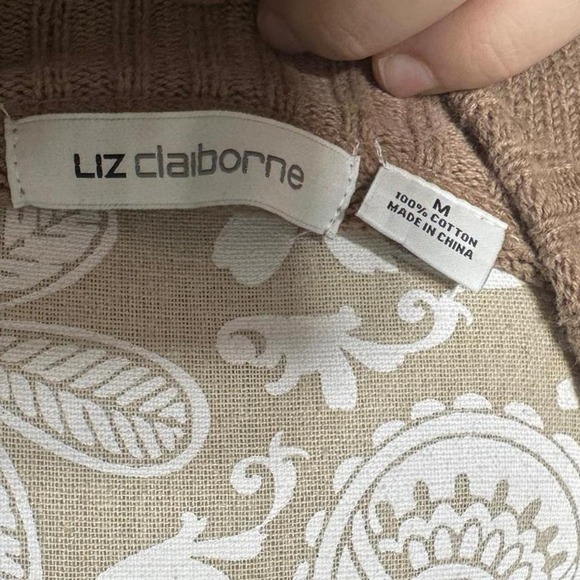 LIZ claiborne
M
100% COTTON
MADE IN CHINA